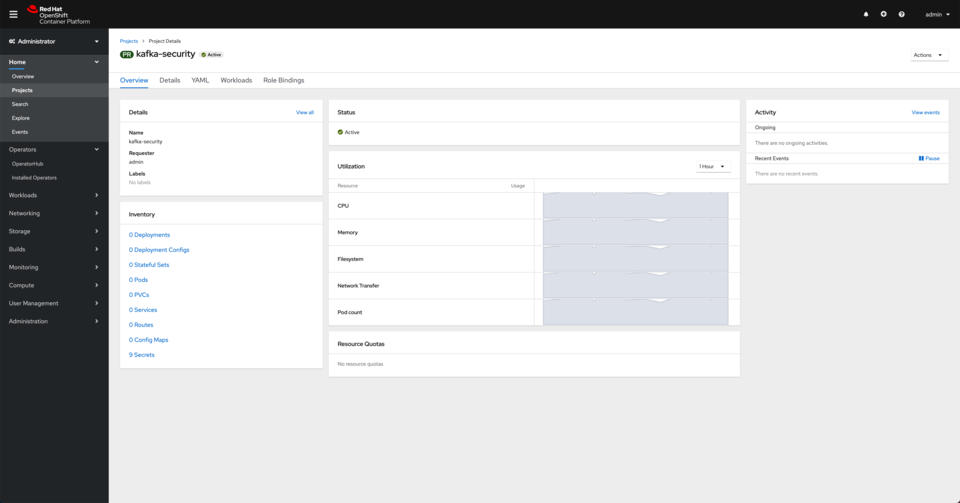 Red Hat
OpenShift
Container Platform
admin
Administrator
Home
Overview
Projects
Search
Explore
Events
Operators
OperatorHub
Installed Operators
Workloads
Networking
Storage
Builds
Monitoring
Compute
User Management
Administration
Projects > Project Details
PR kafka-security Active
Actions
Overview Details YAML Workloads Role Bindings
Details View all
Name
kafka-security
Requester
admin
Labels
No labels
Inventory
0 Deployments
0 Deployment Configs
0 Stateful Sets
0 Pods
0 PVCs
0 Services
0 Routes
0 Config Maps
9 Secrets
Status
Active
Utilization 1 Hour
Resource Usage
CPU
Memory
Filesystem
Network Transfer
Pod count
Resource Quotas
No resource quotas
Activity View events
Ongoing
There are no ongoing activities.
Recent Events Pause
There are no recent events.